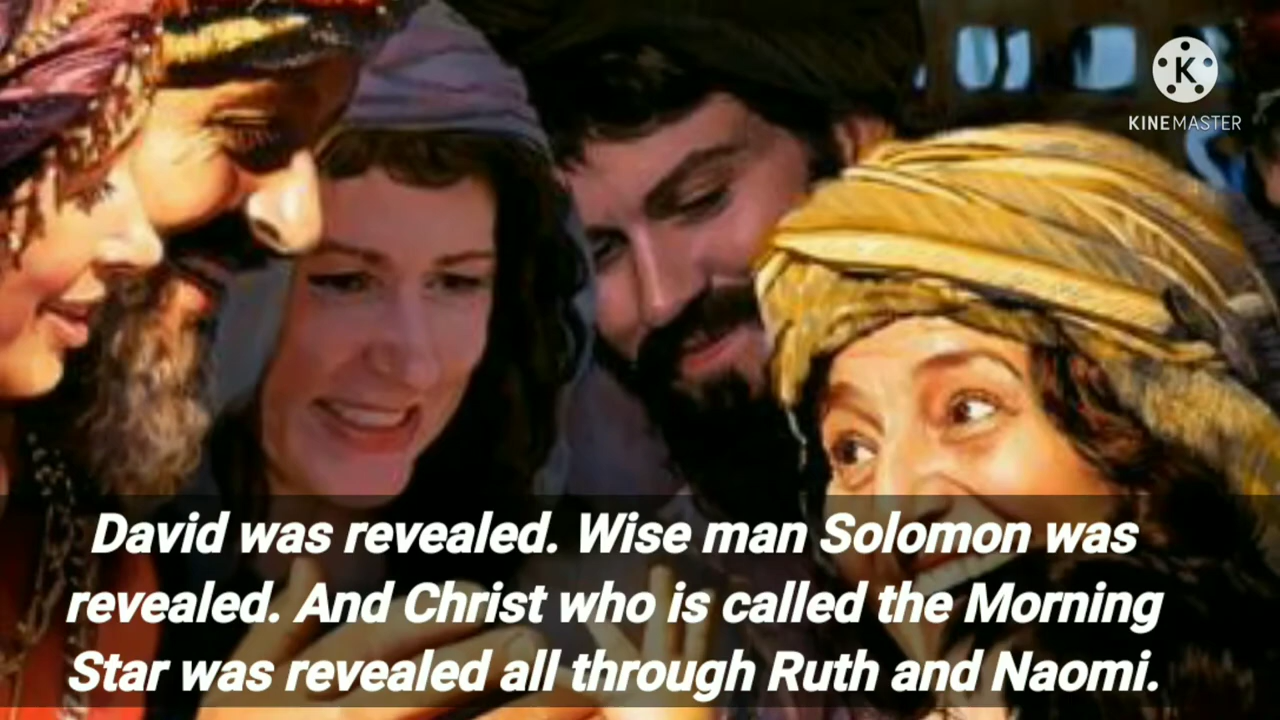 KINEMASTER
David was revealed. Wise man Solomon was
revealed. And Christ who is called the Morning
Star was revealed all through Ruth and Naomi.